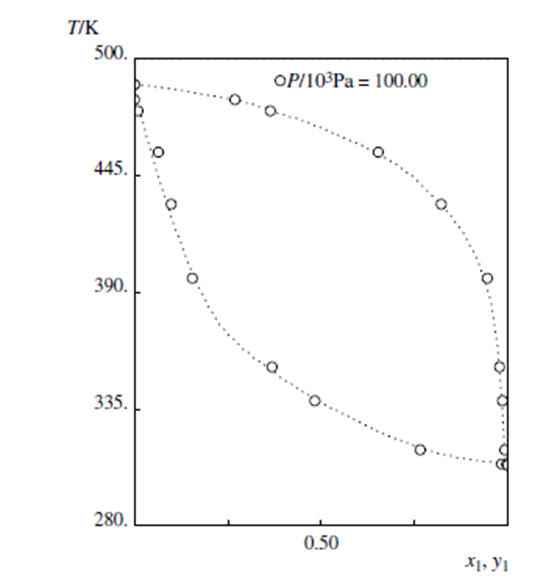 T/K
500.
P/10³Pa = 100.00
445.
390.
335.
280.
0.50
x₁, y₁